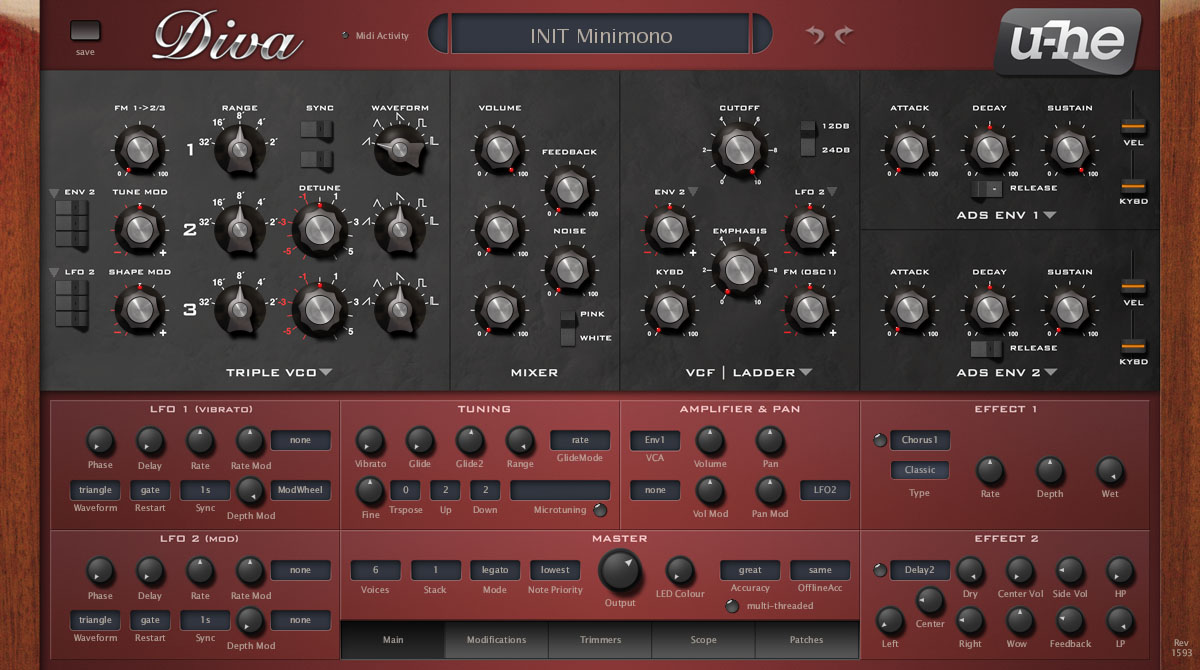 save
Diva
Midi Activity
INIT Minimono
u-he
FM 1->2/3
RANGE
SYNC
WAVEFORM
0 100
32' 16' 8' 4' 2'
1
ENV 2
TUNE MOD
DETUNE
- +
2
32' 16' 8' 4' 2'
-5 -3 -1 1 3 5
LFO 2
SHAPE MOD
- +
3
32' 16' 8' 4' 2'
-5 -3 -1 1 3 5
TRIPLE VCO
VOLUME
0 100
FEEDBACK
0 100
0 100
NOISE
0 100
0 100
PINK
WHITE
MIXER
CUTOFF
0 2 4 6 8 10
12DB
24DB
ENV 2
LFO 2
- +
- +
EMPHASIS
0 2 4 6 8 10
KYBD
FM (OSC1)
0 100
- +
VCF | LADDER
ATTACK
DECAY
SUSTAIN
0 100
0 100
0 100
VEL
RELEASE
KYBD
ADS ENV 1
ATTACK
DECAY
SUSTAIN
0 100
0 100
0 100
VEL
RELEASE
KYBD
ADS ENV 2
LFO 1 (VIBRATO)
none
Phase Delay Rate Rate Mod
triangle gate 1s ModWheel
Waveform Restart Sync Depth Mod
TUNING
rate
Vibrato Glide Glide2 Range GlideMode
0 2 2
Fine Trspose Up Down Microtuning
AMPLIFIER & PAN
Env1
VCA Volume Pan
none LFO2
Vol Mod Pan Mod
EFFECT 1
Chorus1
Classic
Type Rate Depth Wet
LFO 2 (MOD)
none
Phase Delay Rate Rate Mod
triangle gate 1s none
Waveform Restart Sync Depth Mod
MASTER
6 1 legato lowest great same
Voices Stack Mode Note Priority Output LED Colour Accuracy OfflineAcc
multi-threaded
Main Modifications Trimmers Scope Patches
EFFECT 2
Delay2
Dry Center Vol Side Vol HP
Center
Left Right Wow Feedback LP
Rev
1593